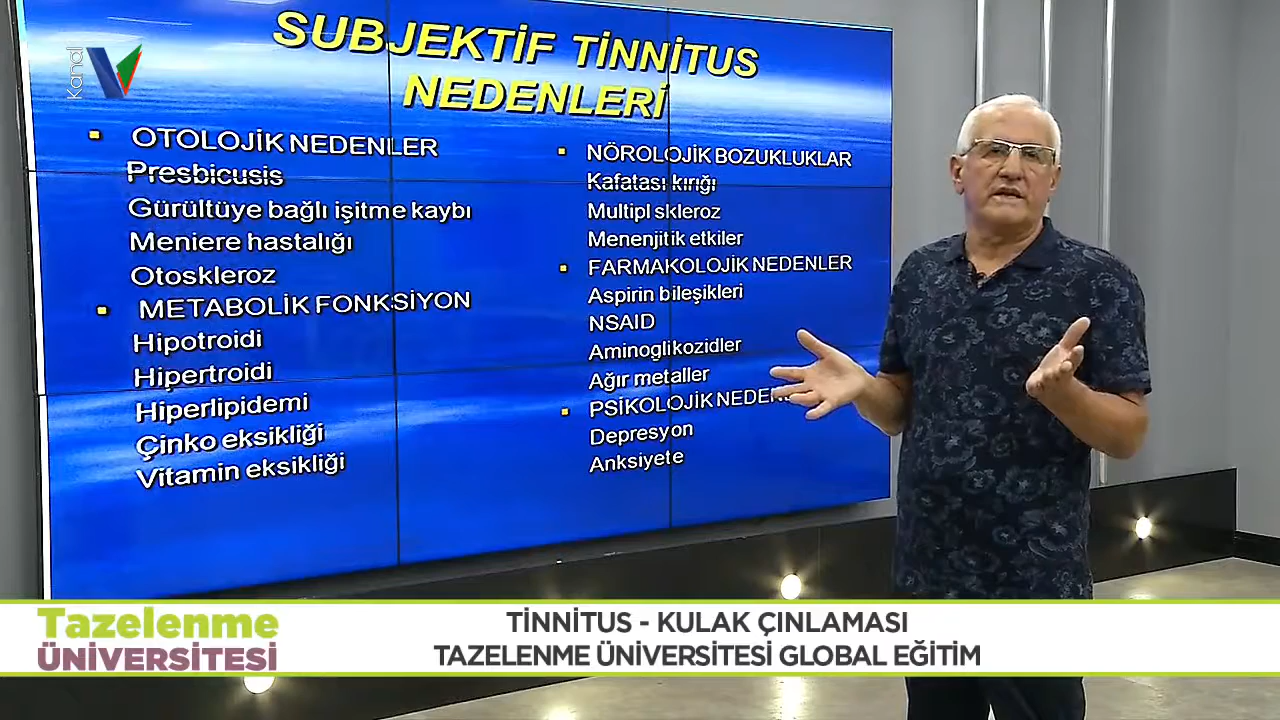 Kanal V
SUBJEKTİF TİNNİTUS
NEDENLERİ
OTOLOJİK NEDENLER
Presbicusis
Gürültüye bağlı işitme kaybı
Meniere hastalığı
Otoskleroz
METABOLİK FONKSİYON
Hipotroidi
Hipertroidi
Hiperlipidemi
Çinko eksikliği
Vitamin eksikliği
NÖROLOJİK BOZUKLUKLAR
Kafatası kırığı
Multipl skleroz
Menenjitik etkiler
FARMAKOLOJİK NEDENLER
Aspirin bileşikleri
NSAID
Aminoglikozidler
Ağır metaller
PSİKOLOJİK
Depresyon
Anksiyete
Tazelenme
ÜNİVERSİTESİ
TİNNİTUS - KULAK ÇINLAMASI
TAZELENME ÜNİVERSİTESİ GLOBAL EĞİTİM